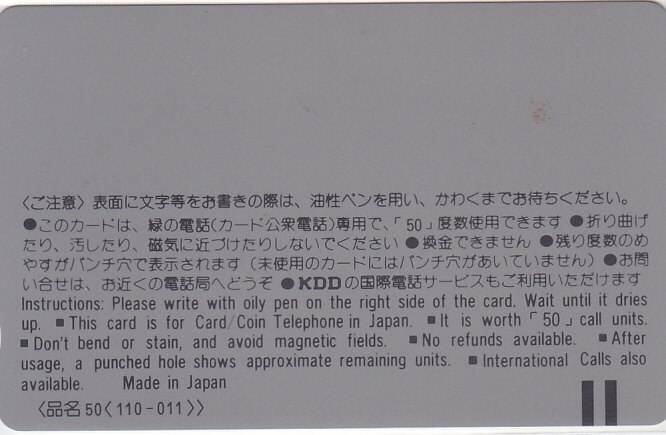 〈ご注意〉表面に文字等をお書きの際は、油性ペンを用い、かわくまでお待ちください。
●このカードは、緑の電話(カード公衆電話)専用で、「50」度数使用できます ●折り曲げ
たり、汚したり、磁気に近づけたりしないでください ●換金できません ●残り度数のめ
やすがパンチ穴で表示されます (未使用のカードにはパンチ穴があいていません) ●お問
い合せは、お近くの電話局へどうぞ ●KDDの国際電話サービスもご利用いただけます
Instructions: Please write with oily pen on the right side of the card. Wait until it dries
up. ■This card is for Card/Coin Telephone in Japan. ■It is worth「50」call units.
■Don't bend or stain, and avoid magnetic fields. ■No refunds available. ■After
usage, a punched hole shows approximate remaining units. ■International Calls also
available. Made in Japan
〈品名50〈110-011〉〉